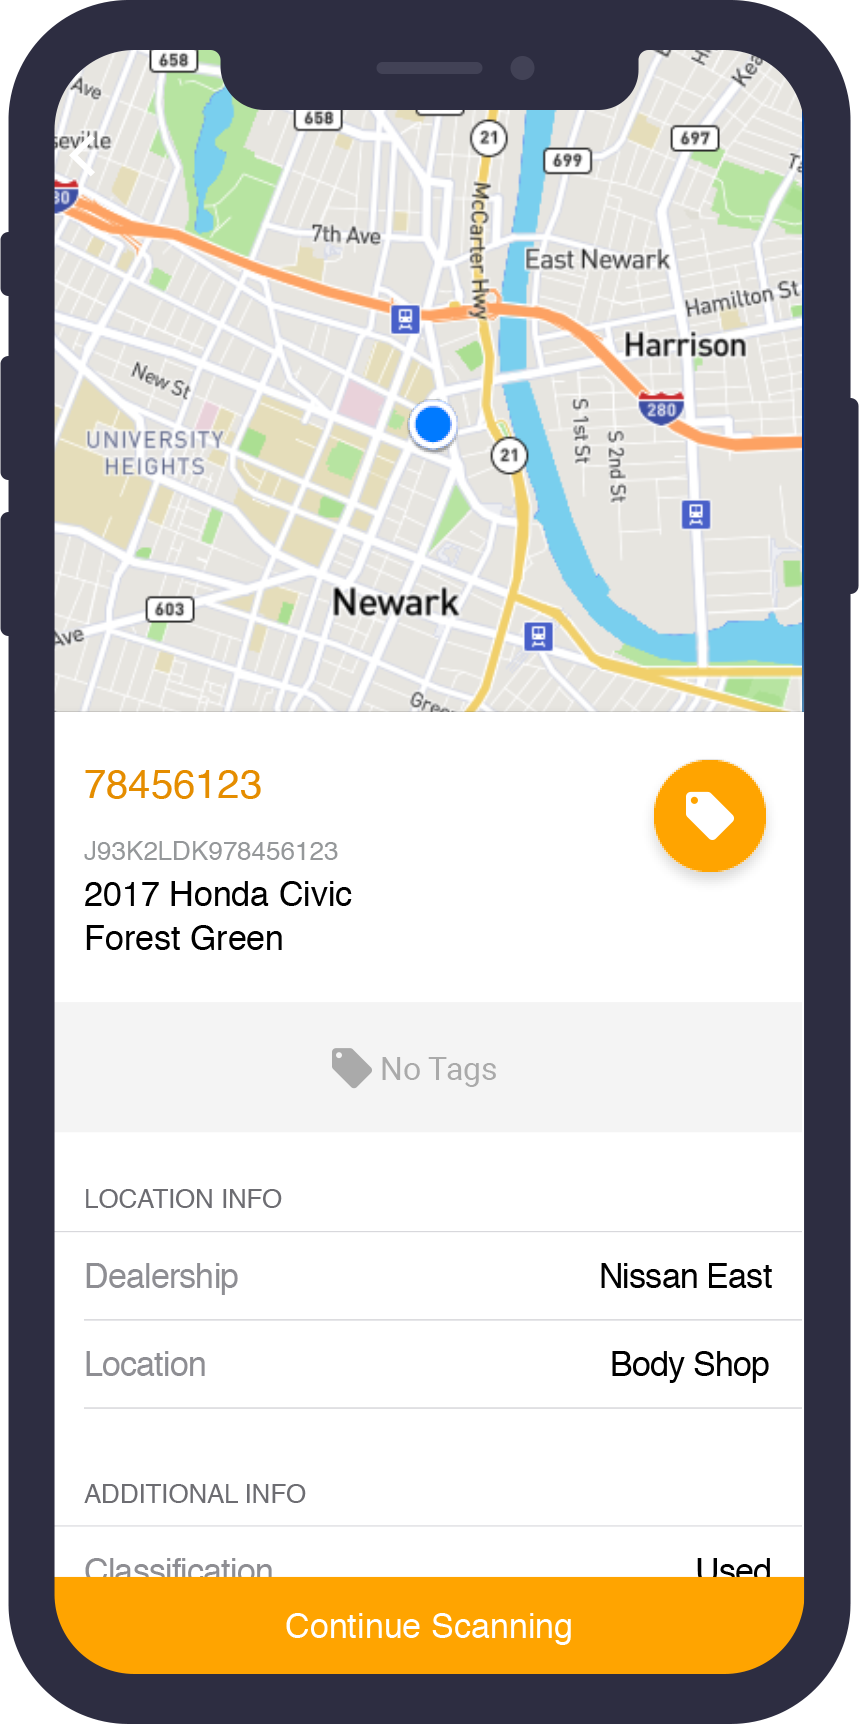 658
Ave
seville
658
21
699
697
McCarter Hwy
7th Ave
East Newark
Hamilton St
Harrison
New St
280
S 1st St
S 2nd St
UNIVERSITY
HEIGHTS
21
Newark
603
Ave
78456123
J93K2LDK978456123
2017 Honda Civic
Forest Green
No Tags
LOCATION INFO
Dealership Nissan East
Location Body Shop
ADDITIONAL INFO
Classification Used
Continue Scanning